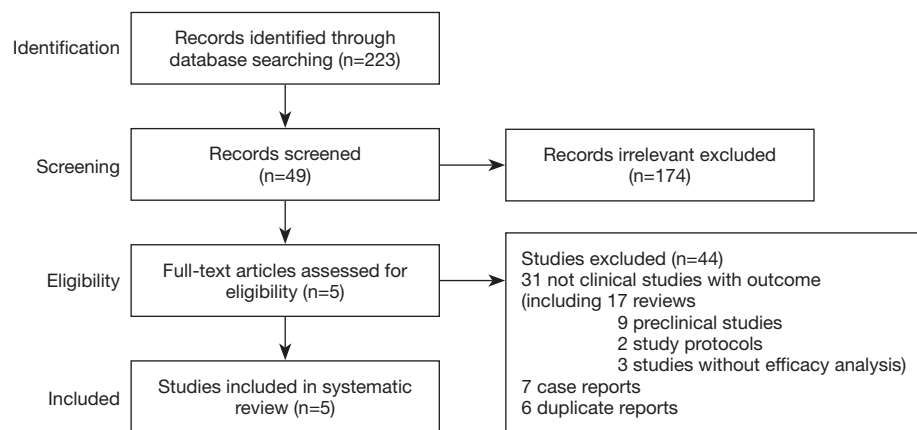 Identification
Records identified through
database searching (n=223)
Screening
Records screened
(n=49)
Records irrelevant excluded
(n=174)
Eligibility
Full-text articles assessed for
eligibility (n=5)
Studies excluded (n=44)
31 not clinical studies with outcome
(including 17 reviews
9 preclinical studies
2 study protocols
3 studies without efficacy analysis)
7 case reports
6 duplicate reports
Included
Studies included in systematic
review (n=5)